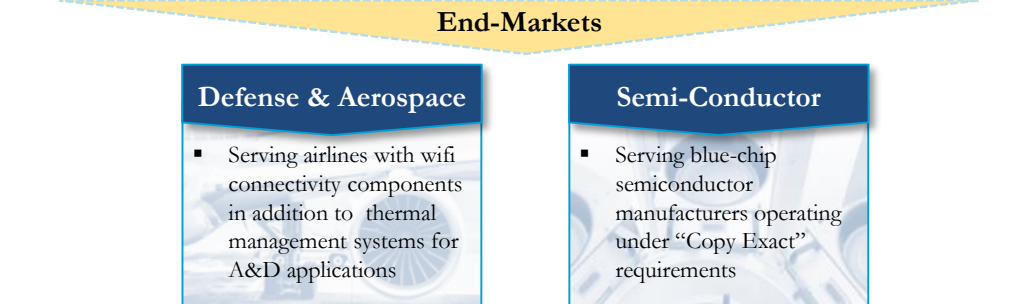 End-Markets
Defense & Aerospace
▪ Serving airlines with wifi
connectivity components
in addition to thermal
management systems for
A&D applications
Semi-Conductor
▪ Serving blue-chip
semiconductor
manufacturers operating
under “Copy Exact”
requirements